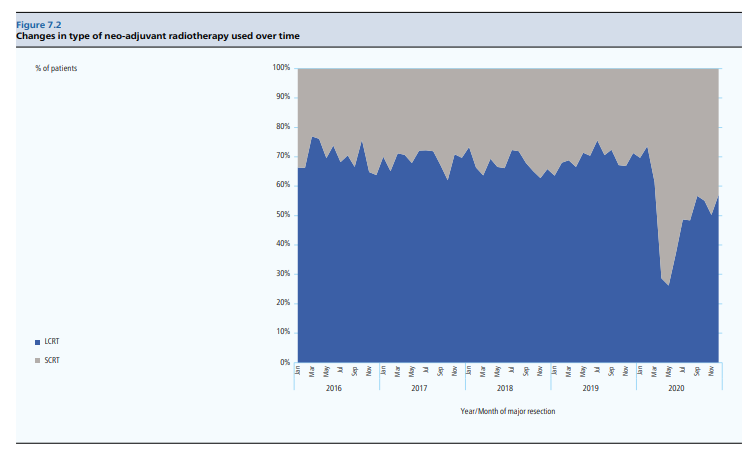 Figure 7.2
Changes in type of neo-adjuvant radiotherapy used over time
% of patients
100%
90%
80%
70%
60%
50%
40%
30%
20%
10%
0%
LCRT
SCRT
Jan Mar May Jul Sep Nov Jan Mar May Jul Sep Nov Jan Mar May Jul Sep Nov Jan Mar May Jul Sep Nov Jan Mar May Jul Sep Nov
2016 2017 2018 2019 2020
Year/Month of major resection